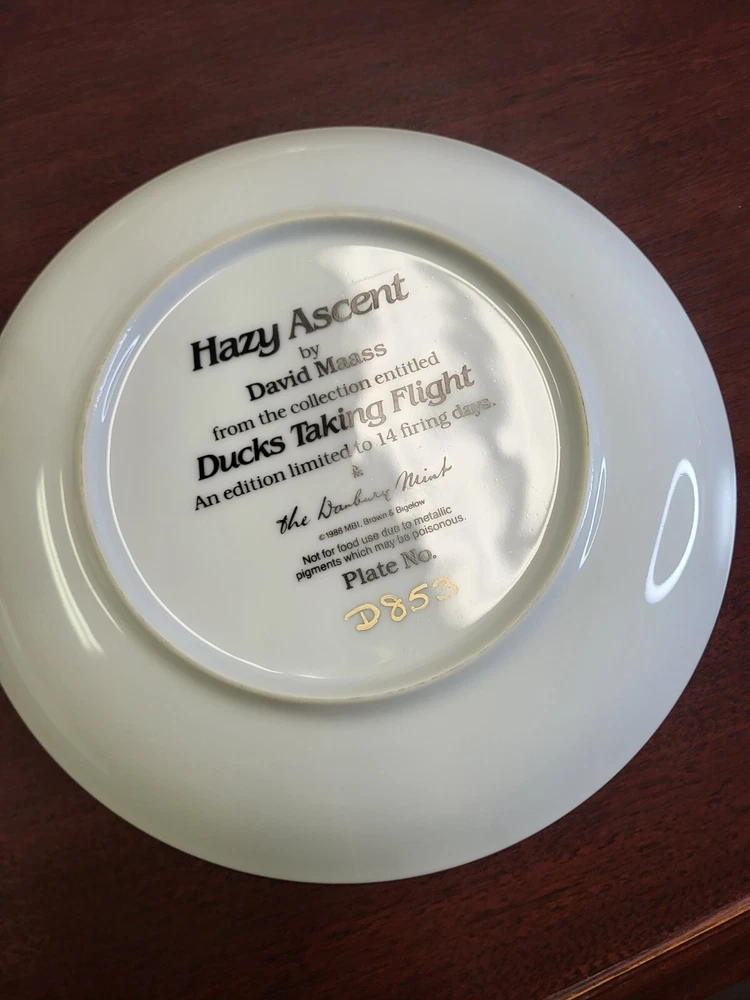 Hazy Ascent
by
David Maass
from the collection entitled
Ducks Taking Flight
An edition limited to 14 firing days.
the Danbury Mint
©1988 MBI. Brown & Bigelow
Not for food use due to metallic
pigments which may be poisonous.
Plate No.
D853